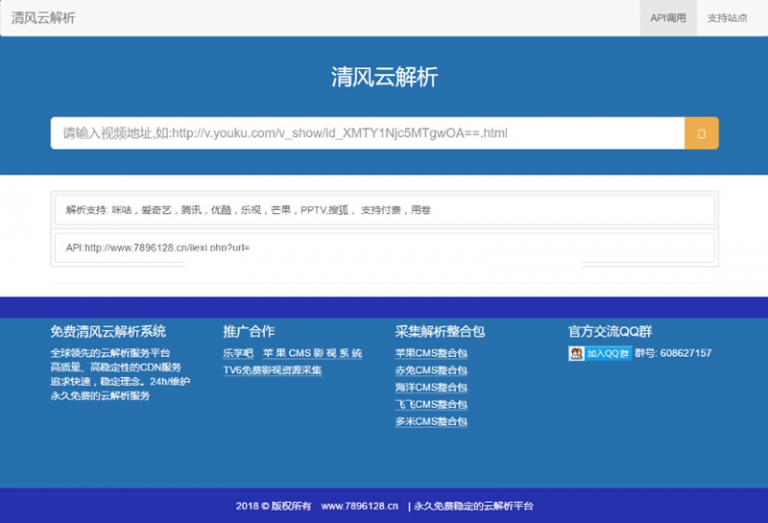 清风云解析
API调用
支持站点
清风云解析
请输入视频地址,如:http://v.youku.com/v_show/id_XMTY1Njc5MTgwOA==.html
解析支持: 咪咕，爱奇艺，腾讯，优酷，乐视，芒果，PPTV,搜狐， 支持付费，用卷
API:http://www.7896128.cn/jiexi.php?url=
免费清风云解析系统
全球领先的云解析服务平台
高质量、高稳定性的CDN服务
追求快速，稳定理念。24h/维护
永久免费的云解析服务
推广合作
乐享吧 苹果CMS影视系统
TV6免费影视资源采集
采集解析整合包
苹果CMS整合包
赤兔CMS整合包
海洋CMS整合包
飞飞CMS整合包
多米CMS整合包
官方交流QQ群
加入QQ群 群号: 608627157
2018 © 版权所有 www.7896128.cn | 永久免费稳定的云解析平台